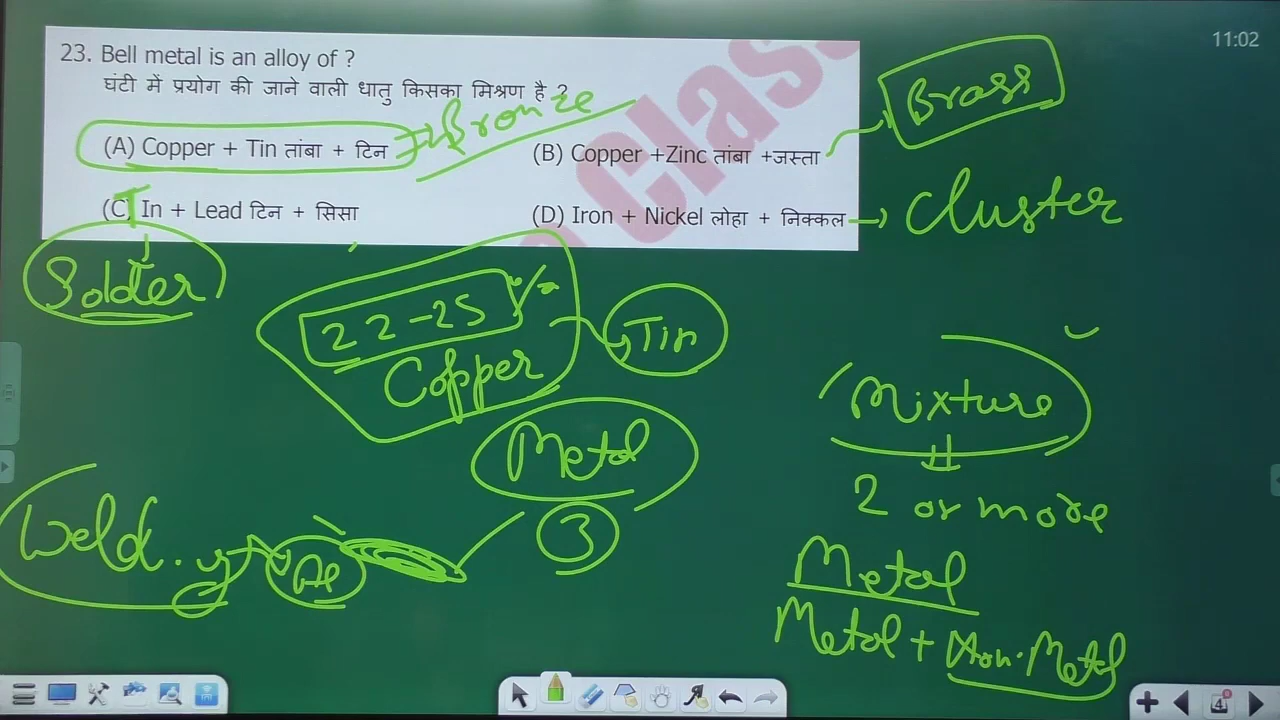 11:02
23. Bell metal is an alloy of ?
घंटी में प्रयोग की जाने वाली धातु किसका मिश्रण है ?
(A) Copper + Tin तांबा + टिन
Bronze
(B) Copper +Zinc तांबा +जस्ता
Brass
(C) In + Lead टिन + सिसा
T
(D) Iron + Nickel लोहा + निक्कल
Cluster
Class
Solder
22-25 %
Copper
Tin
Metal
3
Weld.
Mixture
2 or more
Metal
Metal + Non-Metal
4